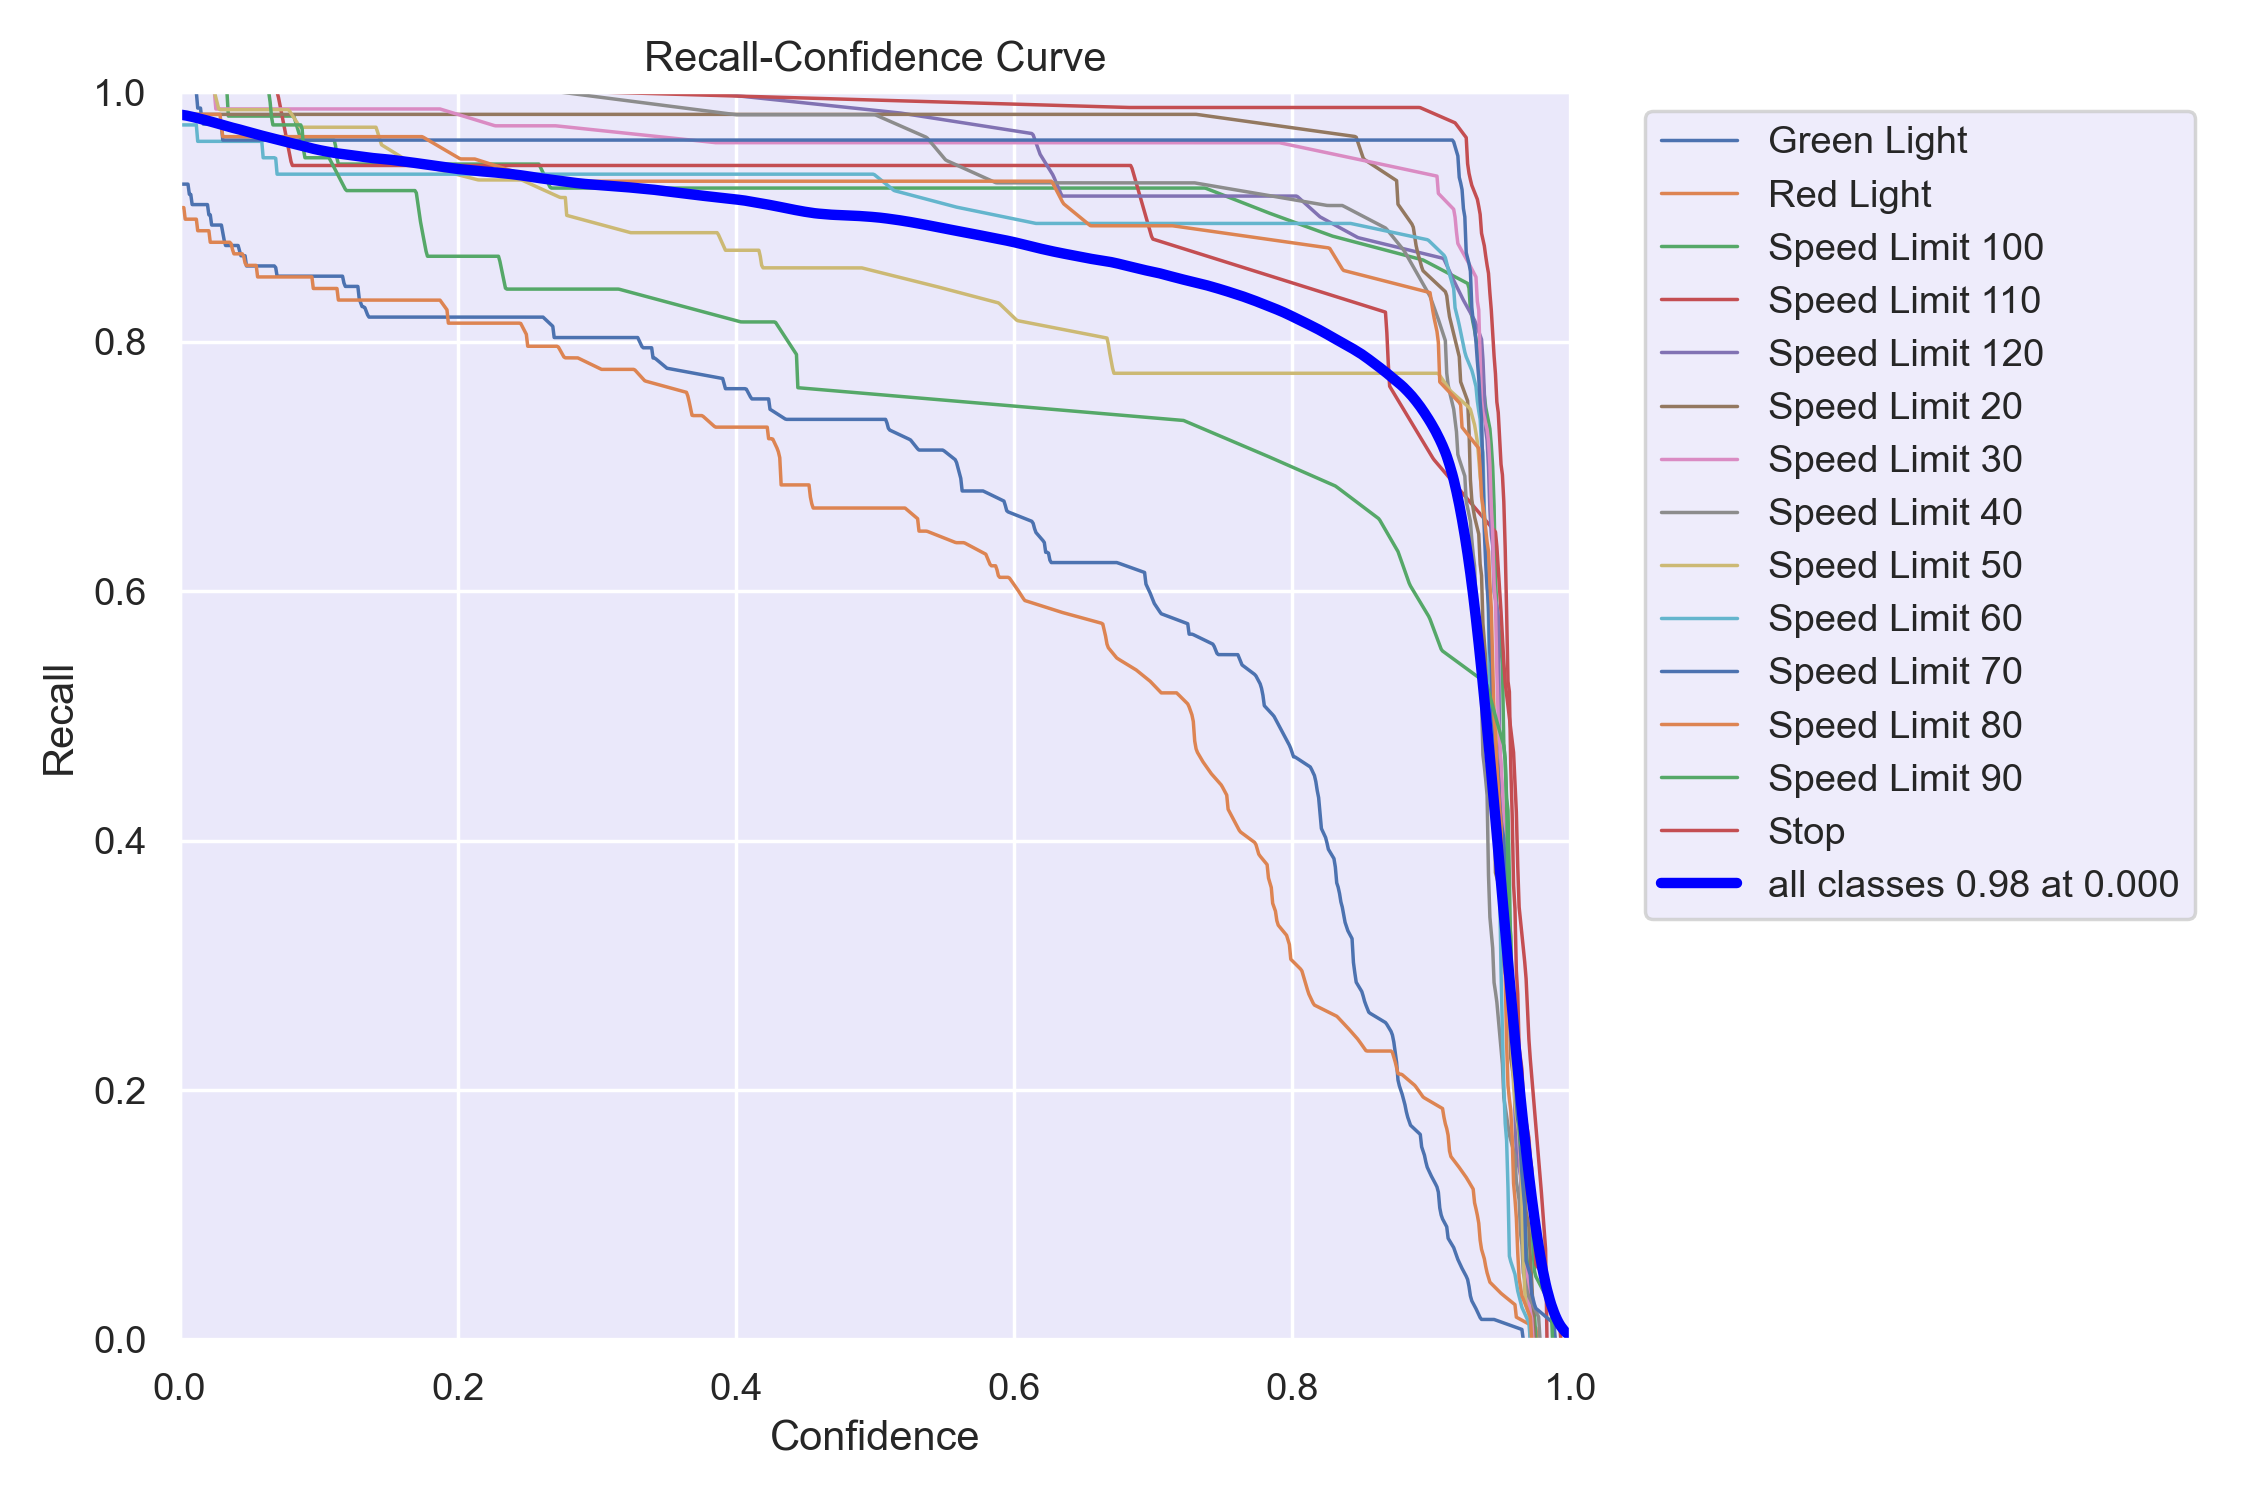 Recall-Confidence Curve
1.0
0.8
0.6
0.4
0.2
0.0
Recall
0.0 0.2 0.4 0.6 0.8 1.0
Confidence
Green Light
Red Light
Speed Limit 100
Speed Limit 110
Speed Limit 120
Speed Limit 20
Speed Limit 30
Speed Limit 40
Speed Limit 50
Speed Limit 60
Speed Limit 70
Speed Limit 80
Speed Limit 90
Stop
all classes 0.98 at 0.000